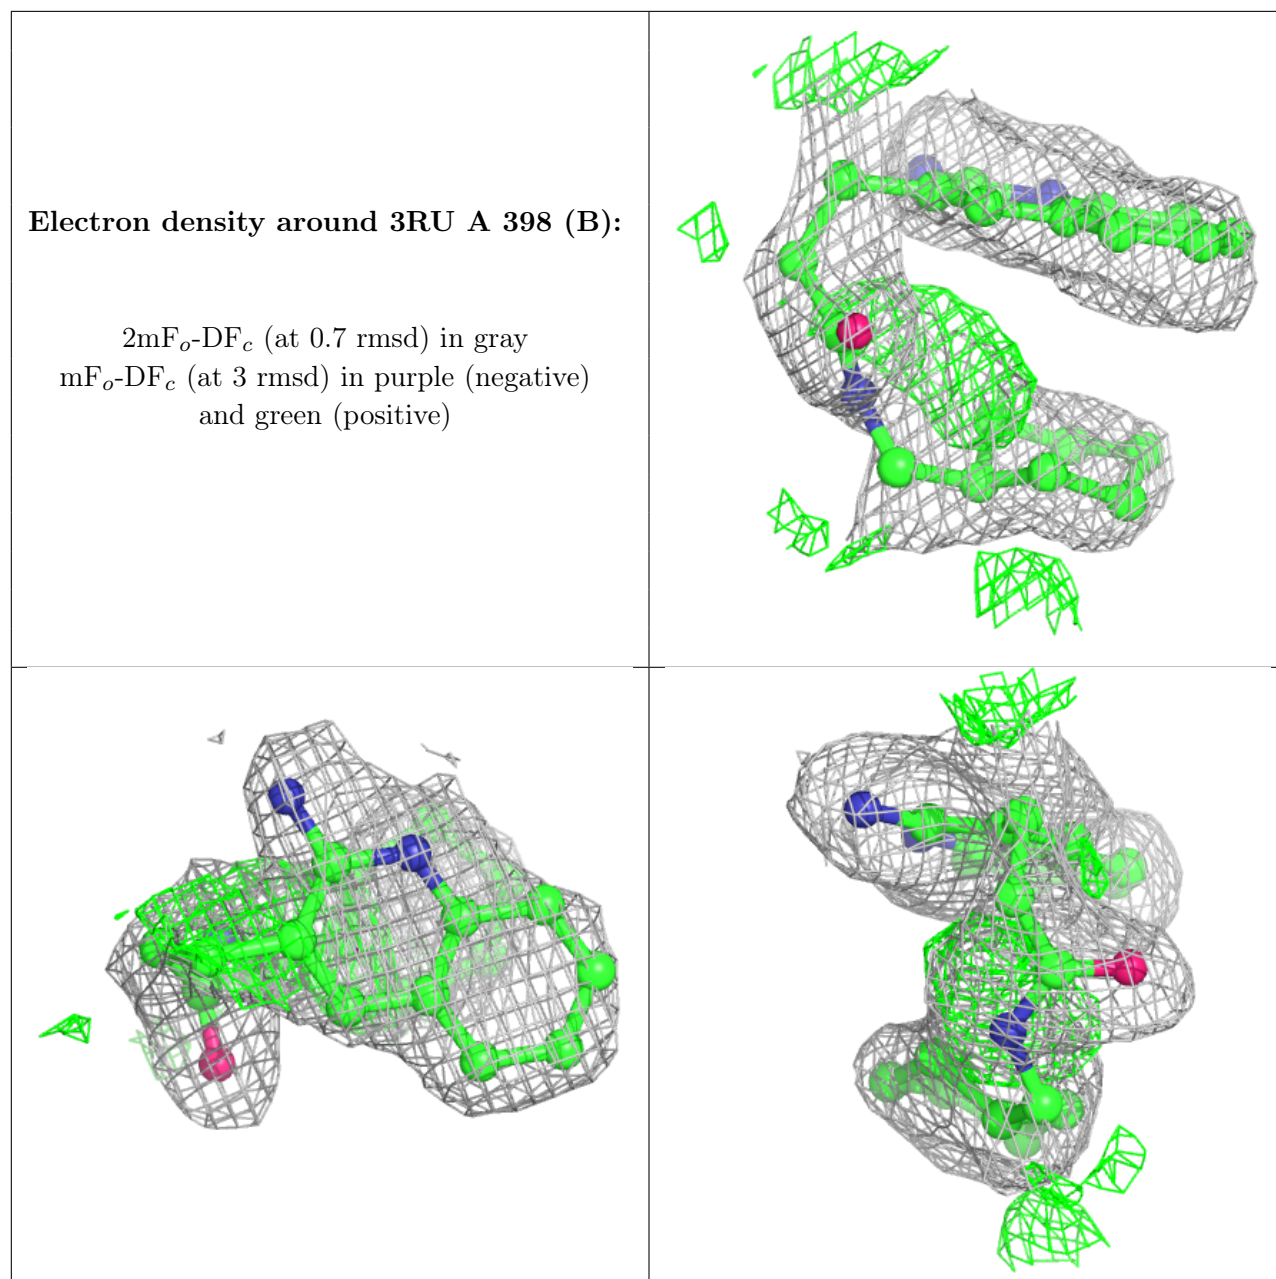 Electron density around 3RU A 398 (B):
2mFₒ-DF𝒸 (at 0.7 rmsd) in gray
mFₒ-DF𝒸 (at 3 rmsd) in purple (negative)
and green (positive)